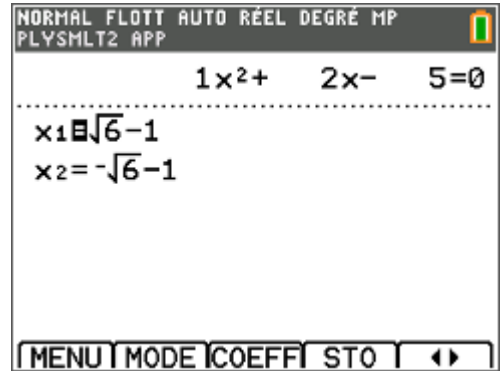 NORMAL FLOTT AUTO RÉEL DEGRÉ MP
PLYSMLT2 APP
1x²+ 2x− 5=0
x₁=√6−1
x₂=⁻√6−1
MENU MODE COEFF STO ◂▸